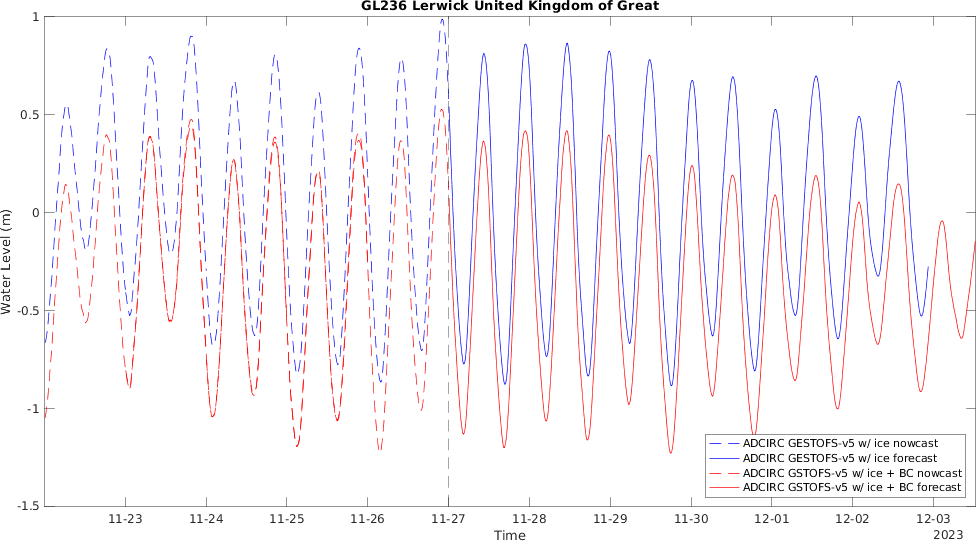 GL236 Lerwick United Kingdom of Great
1
0.5
0
-0.5
-1
-1.5
Water Level (m)
ADCIRC GESTOFS-v5 w/ ice nowcast
ADCIRC GESTOFS-v5 w/ ice forecast
ADCIRC GSTOFS-v5 w/ ice + BC nowcast
ADCIRC GSTOFS-v5 w/ ice + BC forecast
11-23 11-24 11-25 11-26 11-27 11-28 11-29 11-30 12-01 12-02 12-03
Time
2023